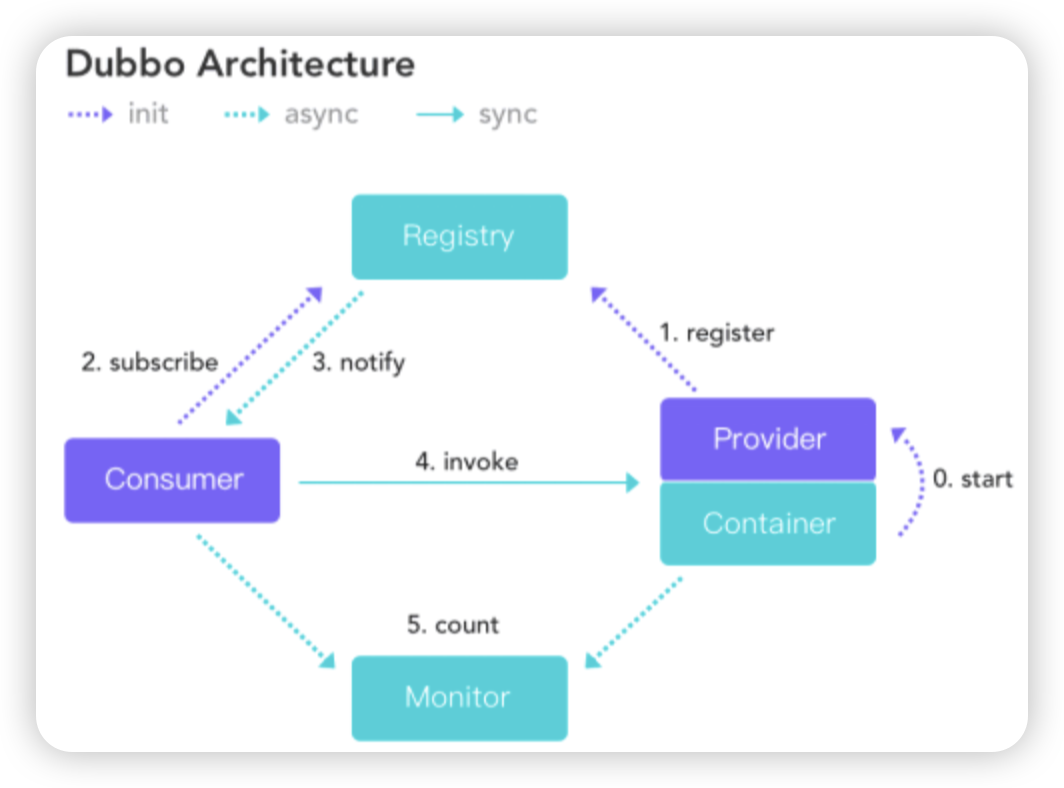 Dubbo Architecture
init async sync
Registry
1. register
2. subscribe
3. notify
Provider
4. invoke
Consumer
0. start
Container
5. count
Monitor